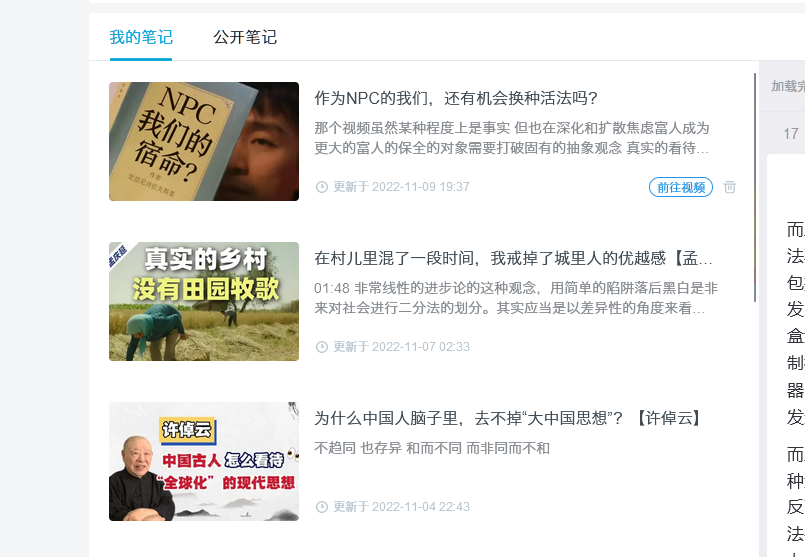 我的笔记
公开笔记
NPC
我们的
宿命?
作者
作为NPC的我们，还有机会换种活法吗?
那个视频虽然某种程度上是事实 但也在深化和扩散焦虑富人成为
更大的富人的保全的对象需要打破固有的抽象观念 真实的看待…
更新于 2022-11-09 19:37
前往视频
孟庆延
真实的乡村
没有田园牧歌
在村儿里混了一段时间，我戒掉了城里人的优越感【孟…
01:48 非常线性的进步论的这种观念，用简单的陷阱落后黑白是非
来对社会进行二分法的划分。其实应当是以差异性的角度来看…
更新于 2022-11-07 02:33
许倬云
中国古人 怎么看待
“全球化”的现代思想
为什么中国人脑子里，去不掉“大中国思想”？【许倬云】
不趋同 也存异 和而不同 而非同而不和
更新于 2022-11-04 22:43
加载完
17
而
法
包
发
盒
制
器
发
而
种
反
法